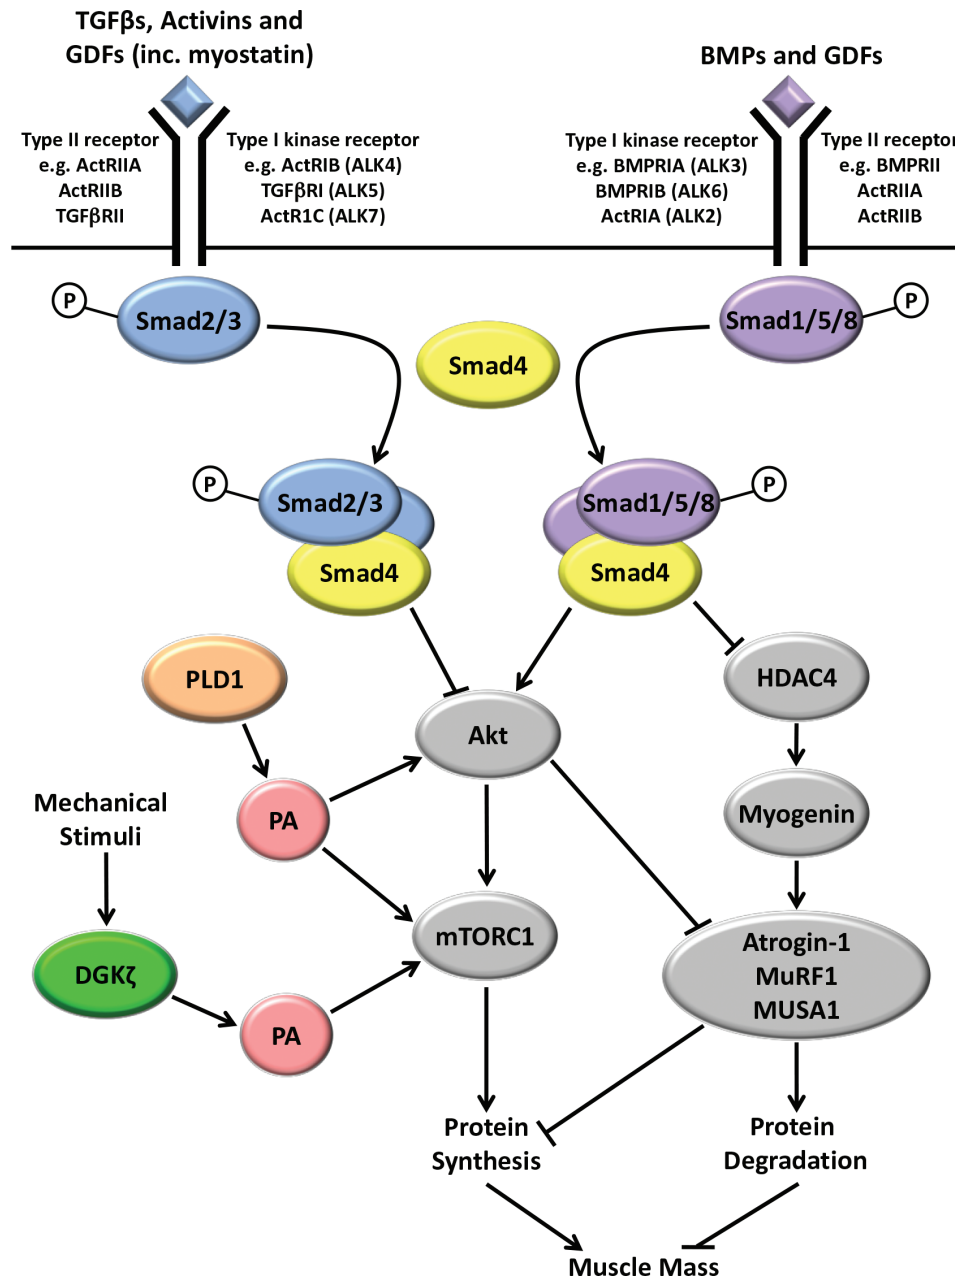 TGFβs, Activins and
GDFs (inc. myostatin)
BMPs and GDFs
Type II receptor
e.g. ActRIIA
ActRIIB
TGFβRII
Type I kinase receptor
e.g. ActRIB (ALK4)
TGFβRI (ALK5)
ActR1C (ALK7)
Type I kinase receptor
e.g. BMPRIA (ALK3)
BMPRIB (ALK6)
ActRIA (ALK2)
Type II receptor
e.g. BMPRII
ActRIIA
ActRIIB
P
Smad2/3
Smad4
Smad1/5/8
P
P
Smad2/3
Smad4
Smad1/5/8
P
Smad4
PLD1
HDAC4
Akt
Mechanical
Stimuli
PA
Myogenin
DGKζ
mTORC1
Atrogin-1
MuRF1
MUSA1
PA
Protein
Synthesis
Protein
Degradation
Muscle Mass